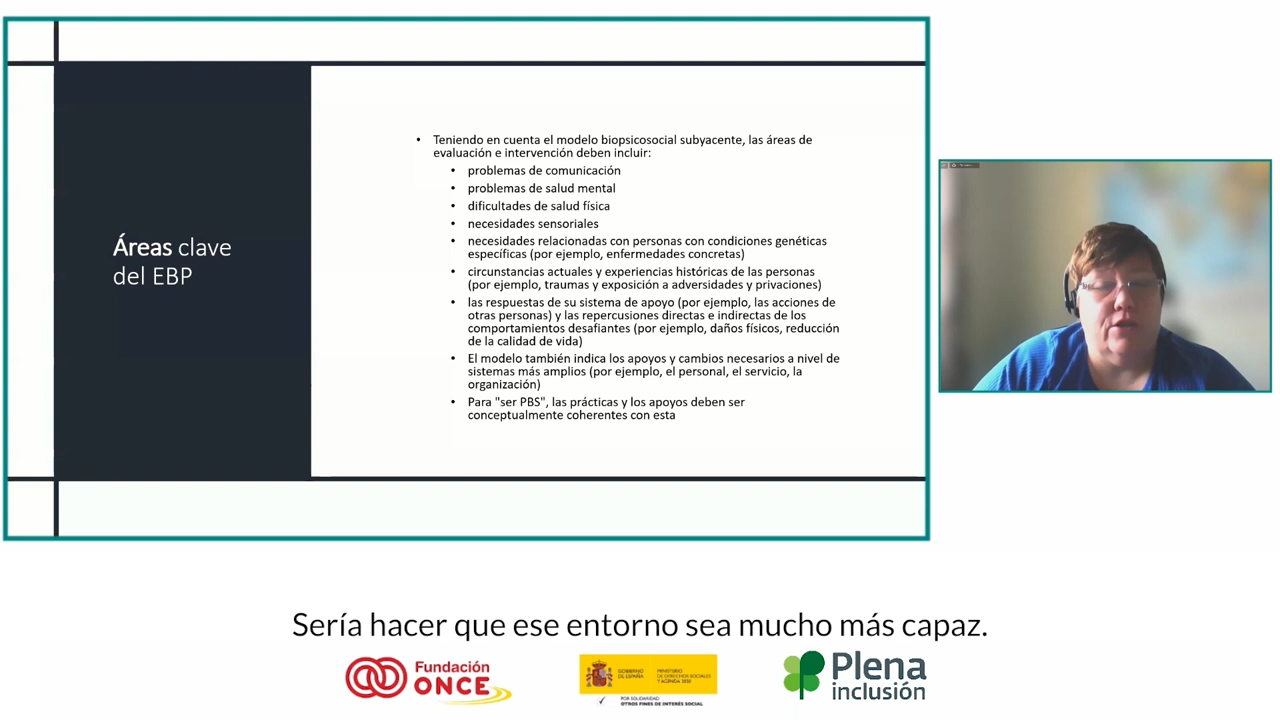 Áreas clave
del EBP
• Teniendo en cuenta el modelo biopsicosocial subyacente, las áreas de
evaluación e intervención deben incluir:
• problemas de comunicación
• problemas de salud mental
• dificultades de salud física
• necesidades sensoriales
• necesidades relacionadas con personas con condiciones genéticas
específicas (por ejemplo, enfermedades concretas)
• circunstancias actuales y experiencias históricas de las personas
(por ejemplo, traumas y exposición a adversidades y privaciones)
• las respuestas de su sistema de apoyo (por ejemplo, las acciones de
otras personas) y las repercusiones directas e indirectas de los
comportamientos desafiantes (por ejemplo, daños físicos, reducción
de la calidad de vida)
• El modelo también indica los apoyos y cambios necesarios a nivel de
sistemas más amplios (por ejemplo, el personal, el servicio, la
organización)
• Para "ser PBS", las prácticas y los apoyos deben ser
conceptualmente coherentes con esta
Sería hacer que ese entorno sea mucho más capaz.
Fundación
ONCE
GOBIERNO
DE ESPAÑA
MINISTERIO
DE DERECHOS SOCIALES
Y AGENDA 2030
POR SOLIDARIDAD
OTROS FINES DE INTERÉS SOCIAL
Plena
inclusión